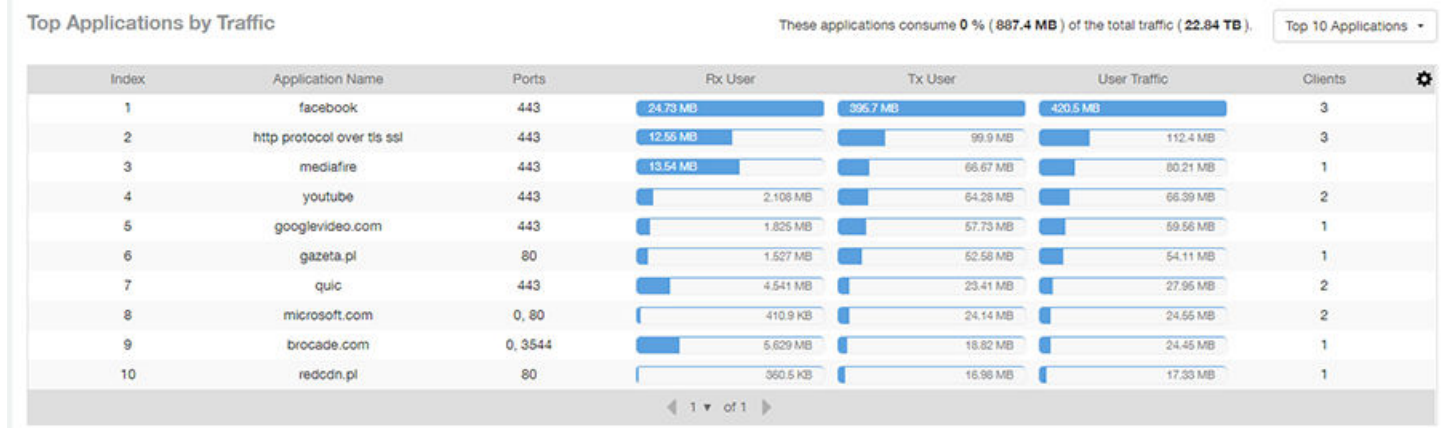 Top Applications by Traffic
These applications consume 0 % ( 887.4 MB ) of the total traffic ( 22.84 TB ).
Top 10 Applications
Index Application Name Ports Rx User Tx User User Traffic Clients
1 facebook 443 24.73 MB 395.7 MB 420.5 MB 3
2 http protocol over tls ssl 443 12.55 MB 99.9 MB 112.4 MB 3
3 mediafire 443 13.54 MB 66.67 MB 80.21 MB 1
4 youtube 443 2.108 MB 64.28 MB 66.39 MB 2
5 googlevideo.com 443 1.825 MB 57.73 MB 59.56 MB 1
6 gazeta.pl 80 1.527 MB 52.58 MB 54.11 MB 1
7 quic 443 4.541 MB 23.41 MB 27.95 MB 2
8 microsoft.com 0, 80 410.9 KB 24.14 MB 24.55 MB 2
9 brocade.com 0, 3544 5.629 MB 18.82 MB 24.45 MB 1
10 redcdn.pl 80 360.5 KB 16.98 MB 17.33 MB 1
1 of 1